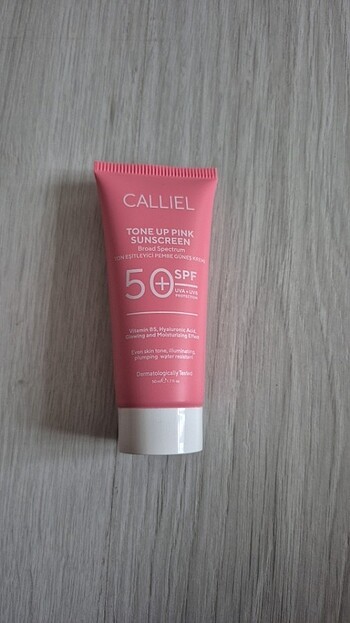 CALLIEL
TONE UP PINK
SUNSCREEN
Broad Spectrum
TON EŞİTLEYİCİ PEMBE GÜNEŞ KREMİ
50+ SPF
UVA + UVB
PROTECTION
Vitamin B5, Hyaluronic Acid,
Glowing and Moisturizing Effect
Even skin tone, illuminating,
plumping, water resistant
Dermatologically Tested